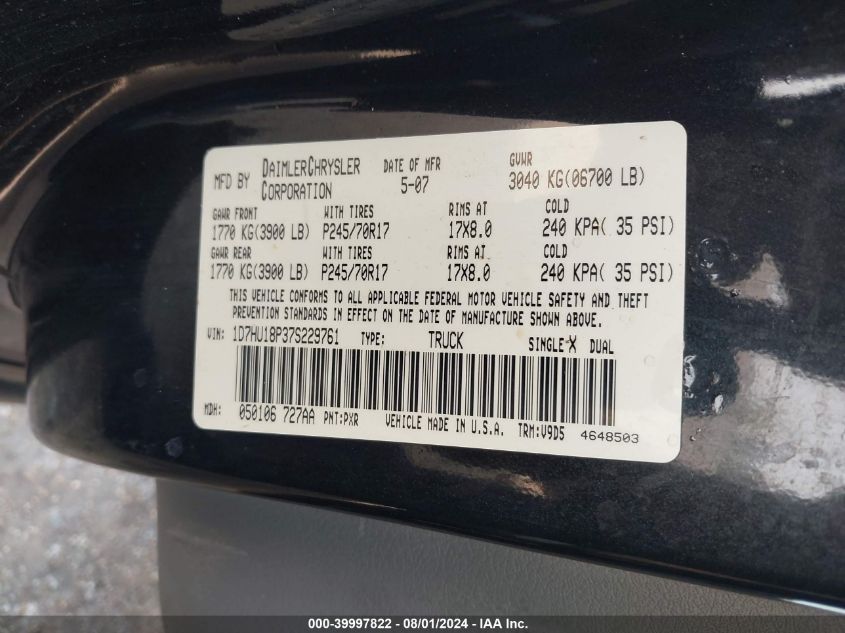 MFD BY DAIMLERCHRYSLER CORPORATION DATE OF MFR 5-07 GVWR 3040 KG(06700 LB)
GAWR FRONT WITH TIRES RIMS AT COLD
1770 KG(3900 LB) P245/70R17 17X8.0 240 KPA( 35 PSI)
GAWR REAR WITH TIRES RIMS AT COLD
1770 KG(3900 LB) P245/70R17 17X8.0 240 KPA( 35 PSI)
THIS VEHICLE CONFORMS TO ALL APPLICABLE FEDERAL MOTOR VEHICLE SAFETY AND THEFT
PREVENTION STANDARDS IN EFFECT ON THE DATE OF MANUFACTURE SHOWN ABOVE.
VIN: 1D7HU18P37S229761 TYPE: TRUCK SINGLE X DUAL
MDH: 050106 727AA PNT:PXR VEHICLE MADE IN U.S.A. TRM:V9D5 4648503
000-39997822 - 08/01/2024 - IAA Inc.